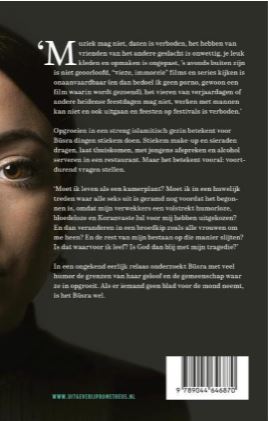 'Muziek mag niet, daten is verboden, het hebben van
vrienden van het andere geslacht is onwettig, je leuk
kleden en opmaken is ongepast, 's avonds buiten zijn
is niet geoorloofd, "vieze, immorele" films en series kijken is
onaanvaardbaar (en dan bedoel ik geen porno, gewoon een
film waarin wordt gezoend), het vieren van verjaardagen of
andere heidense feestdagen mag niet, werken met mannen
kan niet en ook uitgaan en feesten op festivals is verboden.'
Opgroeien in een streng islamitisch gezin betekent voor
Büsra dingen stiekem doen. Stiekem make-up en sieraden
dragen, laat thuiskomen, met jongens afspreken en alcohol
serveren in een restaurant. Maar het betekent vooral: voort-
durend vragen stellen.
'Moet ik leven als een kamerplant? Moet ik in een huwelijk
treden waar alle seks uit is geramd nog voordat het begon-
nen is, omdat mijn verwekkers een volstrekt humorloze,
bloedeloze en Koranvaste lul voor mij hebben uitgekozen?
En dan veranderen in een broedkip zoals alle vrouwen om
me heen? En de rest van mijn bestaan op die manier slijten?
Is dat waarvoor ik leef? Is God dan blij met mijn tragedie?'
In een ongekend eerlijk relaas onderzoekt Büsra met veel
humor de grenzen van haar geloof en de gemeenschap waar
ze in opgroeit. Als er iemand geen blad voor de mond neemt,
is het Büsra wel.
WWW.UITGEVERIJPROMETHEUS.NL
9 789044 646870